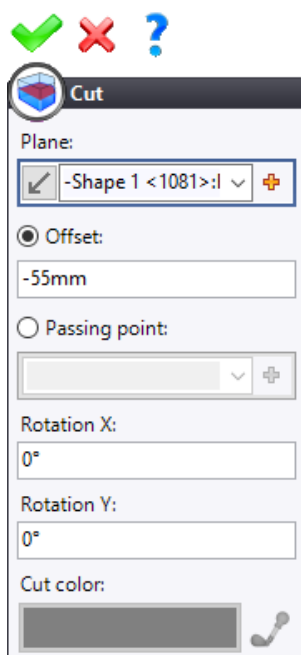 ?
Cut
Plane:
-Shape 1 <1081>:
Offset:
-55mm
Passing point:
Rotation X:
0°
Rotation Y:
0°
Cut color: